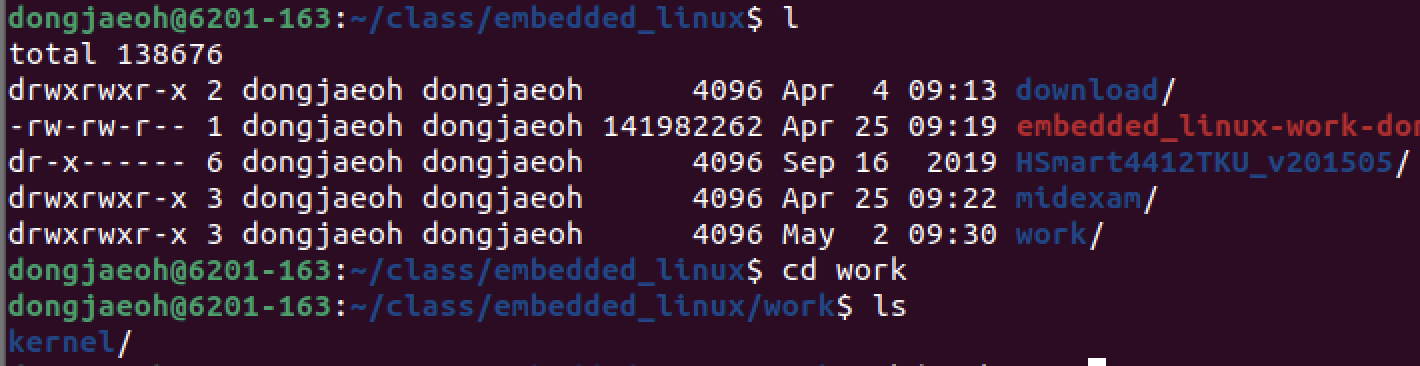 dongjaeoh@6201-163:~/class/embedded_linux$ l
total 138676
drwxrwxr-x 2 dongjaeoh dongjaeoh      4096 Apr  4 09:13 download/
-rw-rw-r-- 1 dongjaeoh dongjaeoh 141982262 Apr 25 09:19 embedded_linux-work-don
dr-x------ 6 dongjaeoh dongjaeoh      4096 Sep 16  2019 HSmart4412TKU_v201505/
drwxrwxr-x 3 dongjaeoh dongjaeoh      4096 Apr 25 09:22 midexam/
drwxrwxr-x 3 dongjaeoh dongjaeoh      4096 May  2 09:30 work/
dongjaeoh@6201-163:~/class/embedded_linux$ cd work
dongjaeoh@6201-163:~/class/embedded_linux/work$ ls
kernel/